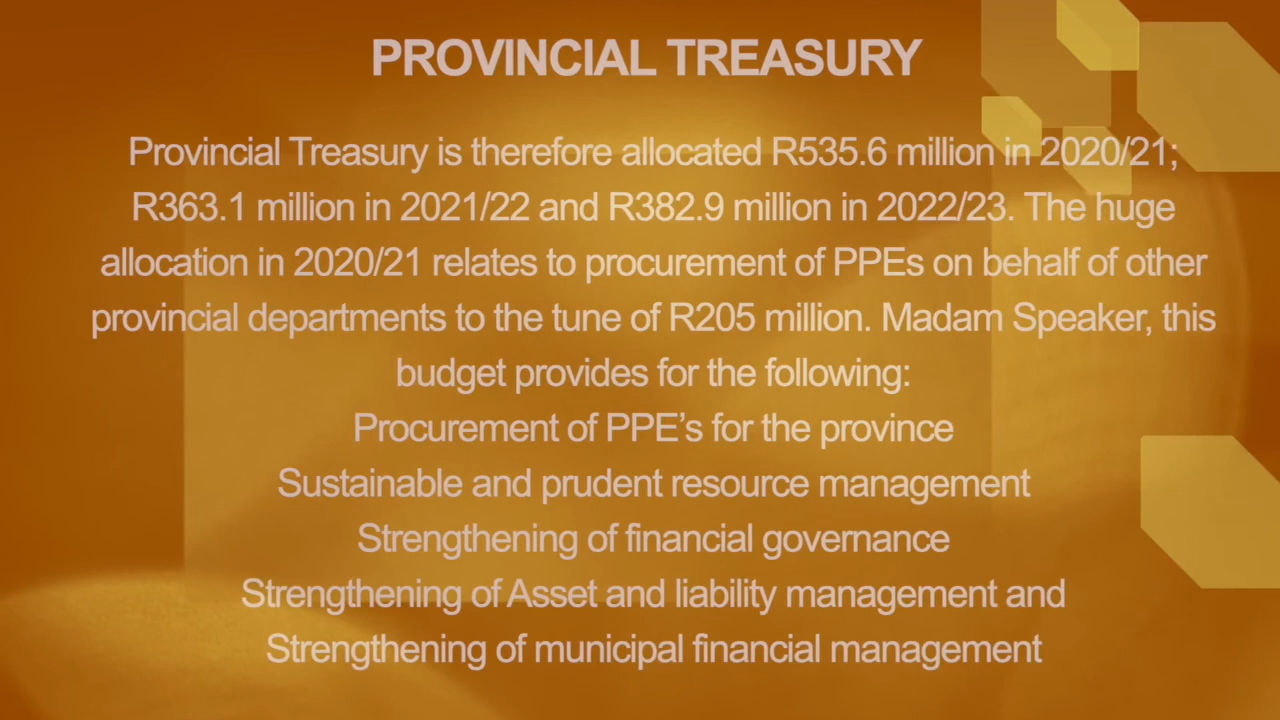 PROVINCIAL TREASURY
Provincial Treasury is therefore allocated R535.6 million in 2020/21;
R363.1 million in 2021/22 and R382.9 million in 2022/23. The huge
allocation in 2020/21 relates to procurement of PPEs on behalf of other
provincial departments to the tune of R205 million. Madam Speaker, this
budget provides for the following:
Procurement of PPE’s for the province
Sustainable and prudent resource management
Strengthening of financial governance
Strengthening of Asset and liability management and
Strengthening of municipal financial management